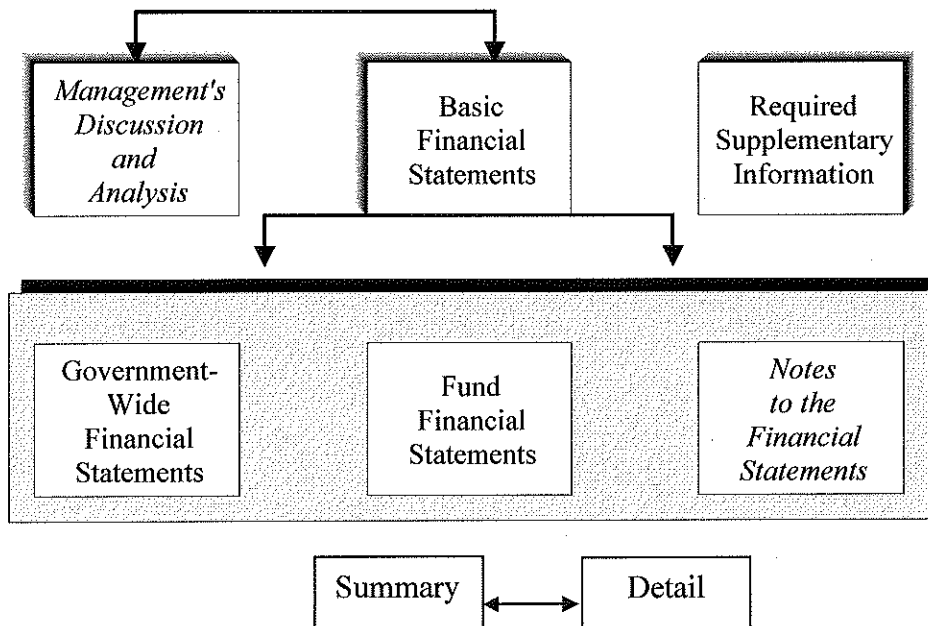 Management's
Discussion
and
Analysis
Basic
Financial
Statements
Required
Supplementary
Information
Government-
Wide
Financial
Statements
Fund
Financial
Statements
Notes
to the
Financial
Statements
Summary
Detail